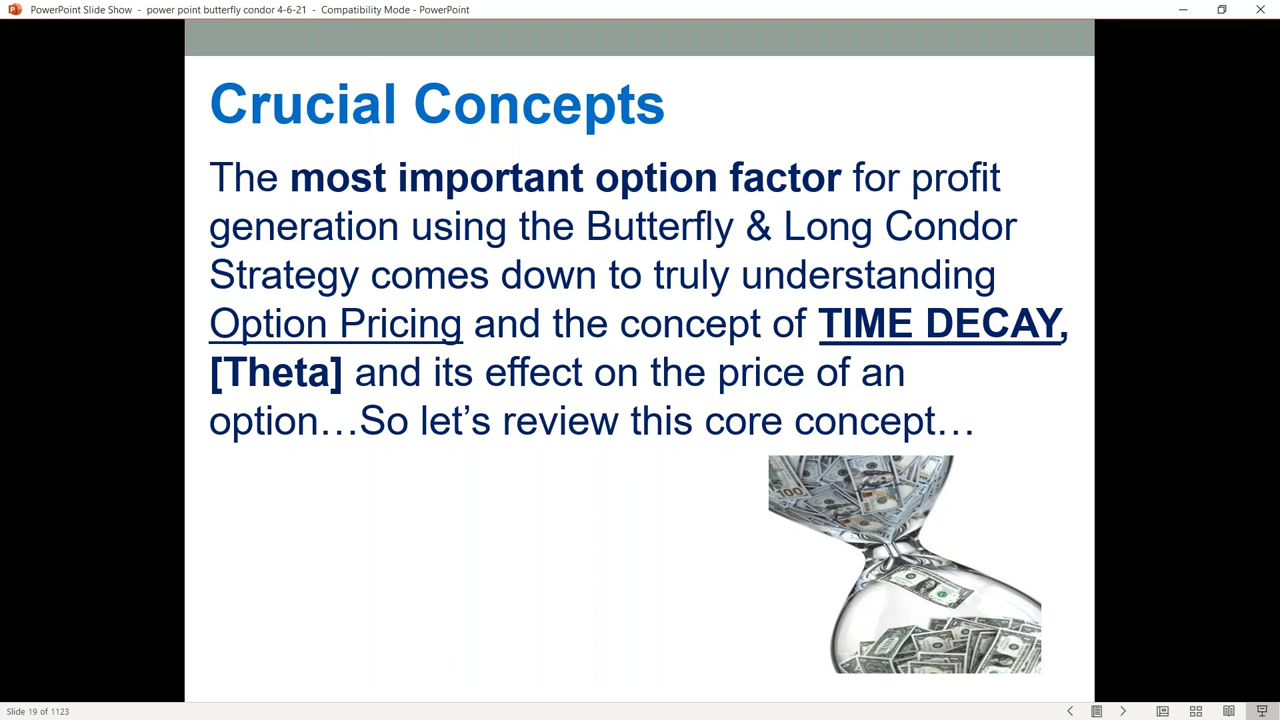 PowerPoint Slide Show - power point butterfly condor 4-6-21 - Compatibility Mode - PowerPoint
Crucial Concepts
The most important option factor for profit
generation using the Butterfly & Long Condor
Strategy comes down to truly understanding
Option Pricing and the concept of TIME DECAY,
[Theta] and its effect on the price of an
option…So let’s review this core concept…
100
Slide 19 of 1123